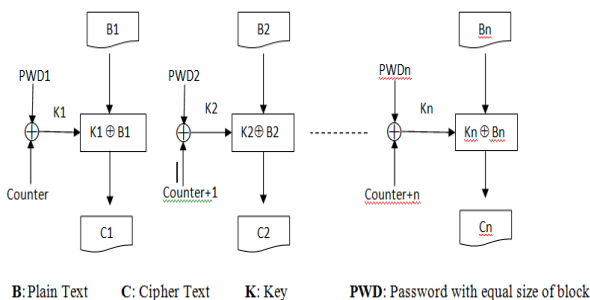 B1
B2
Bn
PWD1
PWD2
PWDn
K1
K2
Kn
K1 ⊕ B1
K2⊕ B2
Kn ⊕ Bn
Counter
Counter+1
Counter+n
C1
C2
Cn
B: Plain Text C: Cipher Text K: Key PWD: Password with equal size of block